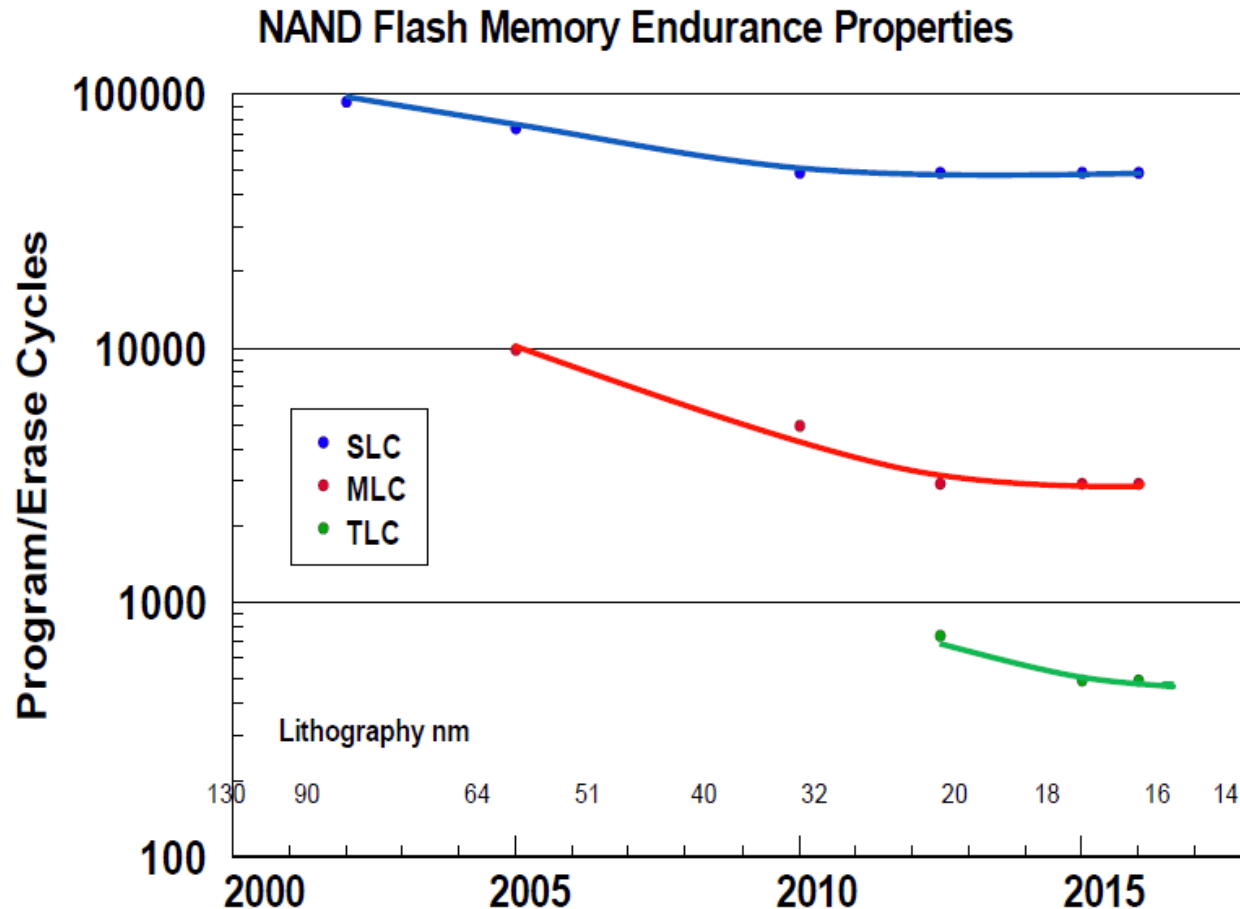 NAND Flash Memory Endurance Properties
100000
10000
1000
100
Program/Erase Cycles
SLC
MLC
TLC
Lithography nm
130 90 64 51 40 32 20 18 16 14
2000 2005 2010 2015